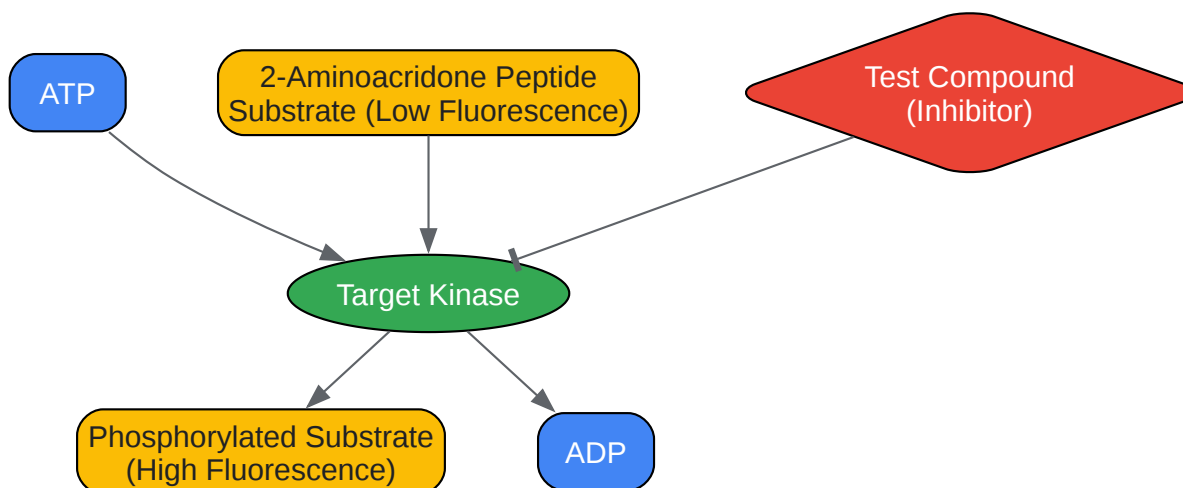 ATP
2-Aminoacridone Peptide
Substrate (Low Fluorescence)
Test Compound
(Inhibitor)
Target Kinase
Phosphorylated Substrate
(High Fluorescence)
ADP